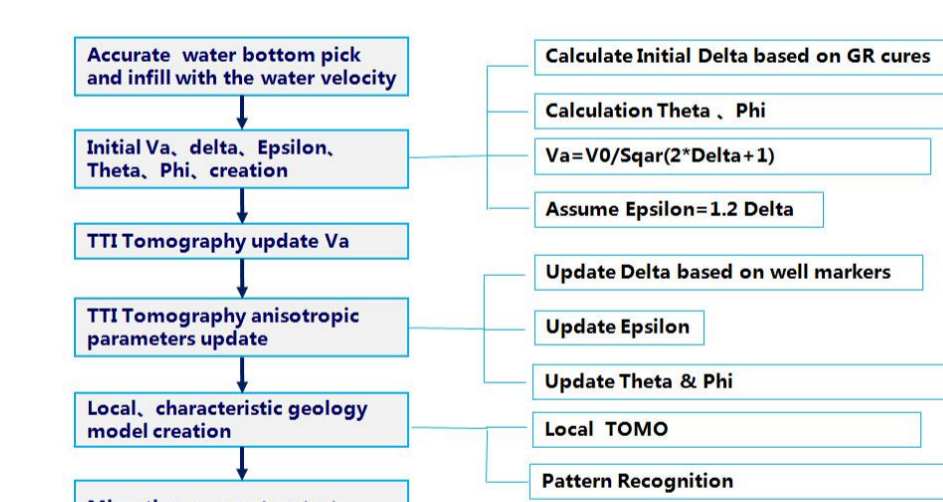 Accurate water bottom pick
and infill with the water velocity
Initial Va、delta、Epsilon、
Theta、Phi、creation
TTI Tomography update Va
TTI Tomography anisotropic
parameters update
Local、characteristic geology
model creation
Calculate Initial Delta based on GR cures
Calculation Theta 、Phi
Va=V0/Sqar(2*Delta+1)
Assume Epsilon=1.2 Delta
Update Delta based on well markers
Update Epsilon
Update Theta & Phi
Local TOMO
Pattern Recognition